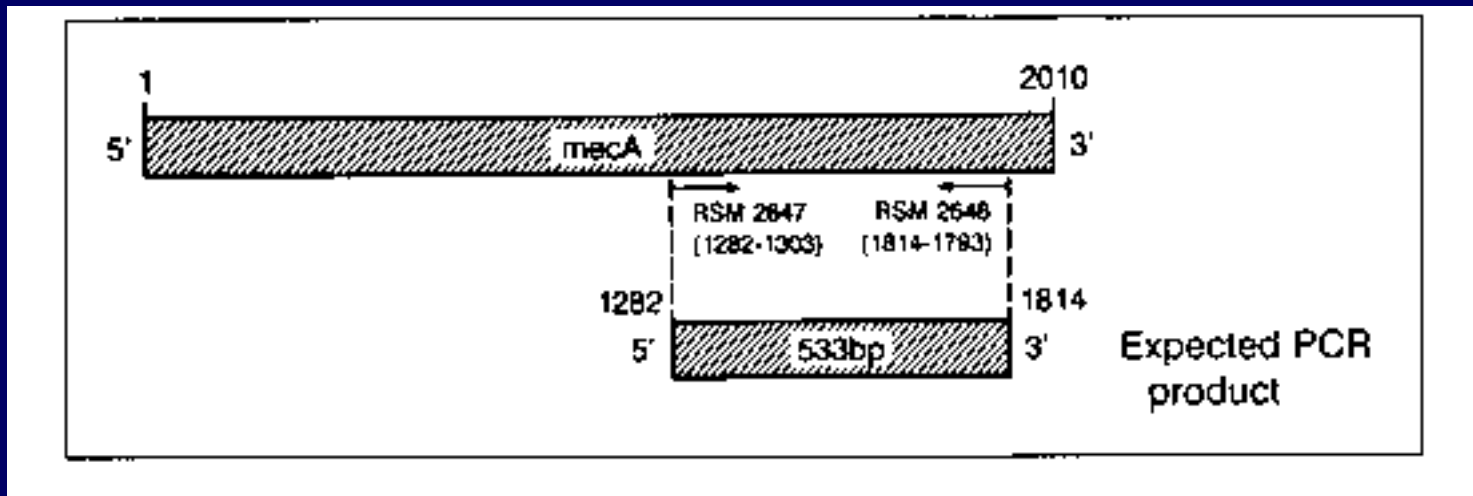 1 2010
5' mecA 3'
RSM 2647 RSM 2648
(1282-1303) (1814-1793)
1282 1814
5' 533bp 3' Expected PCR
product